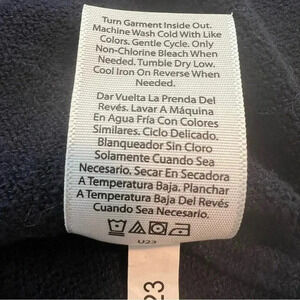 Turn Garment Inside Out.
Machine Wash Cold With Like
Colors. Gentle Cycle. Only
Non-Chlorine Bleach When
Needed. Tumble Dry Low.
Cool Iron On Reverse When
Needed.
Dar Vuelta La Prenda Del
Revés. Lavar A Máquina
En Agua Fría Con Colores
Similares. Ciclo Delicado.
Blanqueador Sin Cloro
Solamente Cuando Sea
Necesario. Secar En Secadora
A Temperatura Baja. Planchar
A Temperatura Baja Del Revés
Cuando Sea Necesario.
U23
23